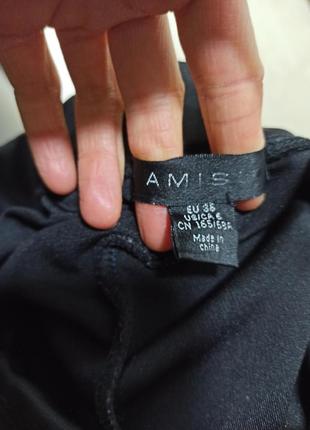 AMIS
EU 36
US/CA 6
CN 165/68A
Made in
china